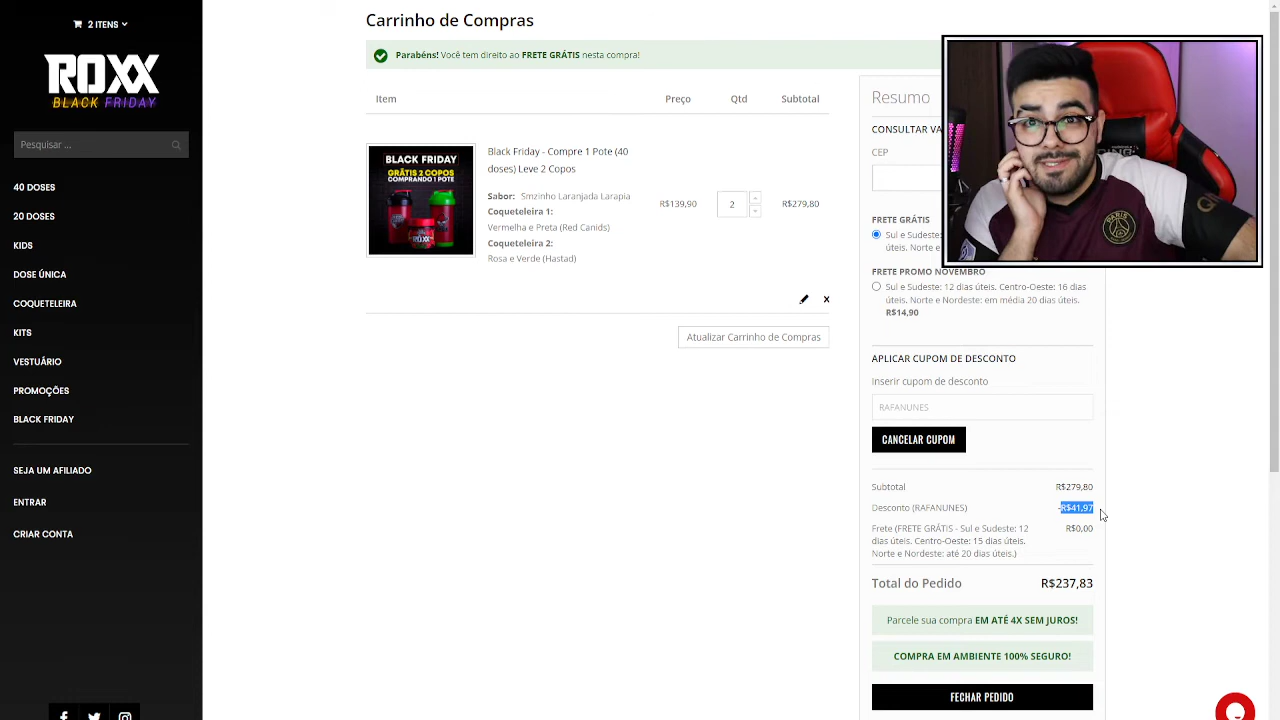 2 ITENS
ROXX
BLACK FRIDAY
Pesquisar ...
40 DOSES
20 DOSES
KIDS
DOSE ÚNICA
COQUETELEIRA
KITS
VESTUÁRIO
PROMOÇÕES
BLACK FRIDAY
SEJA UM AFILIADO
ENTRAR
CRIAR CONTA
Carrinho de Compras
Parabéns! Você tem direito ao FRETE GRÁTIS nesta compra!
Item Preço Qtd Subtotal
BLACK FRIDAY
GRÁTIS 2 COPOS
COMPRANDO 1 POTE
ROXX
Black Friday - Compre 1 Pote (40
doses) Leve 2 Copos
Sabor: Smzinho Laranjada Larapia
Coqueteleira 1:
Vermelha e Preta (Red Canids)
Coqueteleira 2:
Rosa e Verde (Hastad)
R$139,90 2 R$279,80
x
Atualizar Carrinho de Compras
Resumo
CONSULTAR VA
CEP
FRETE GRÁTIS
Sul e Sudeste:
úteis. Norte e
FRETE PROMO NOVEMBRO
Sul e Sudeste: 12 dias úteis. Centro-Oeste: 16 dias
úteis. Norte e Nordeste: em média 20 dias úteis.
R$14,90
APLICAR CUPOM DE DESCONTO
Inserir cupom de desconto
RAFANUNES
CANCELAR CUPOM
Subtotal R$279,80
Desconto (RAFANUNES) -R$41,97
Frete (FRETE GRÁTIS - Sul e Sudeste: 12 R$0,00
dias úteis. Centro-Oeste: 15 dias úteis.
Norte e Nordeste: até 20 dias úteis.)
Total do Pedido R$237,83
Parcele sua compra EM ATÉ 4X SEM JUROS!
COMPRA EM AMBIENTE 100% SEGURO!
FECHAR PEDIDO
PARIS